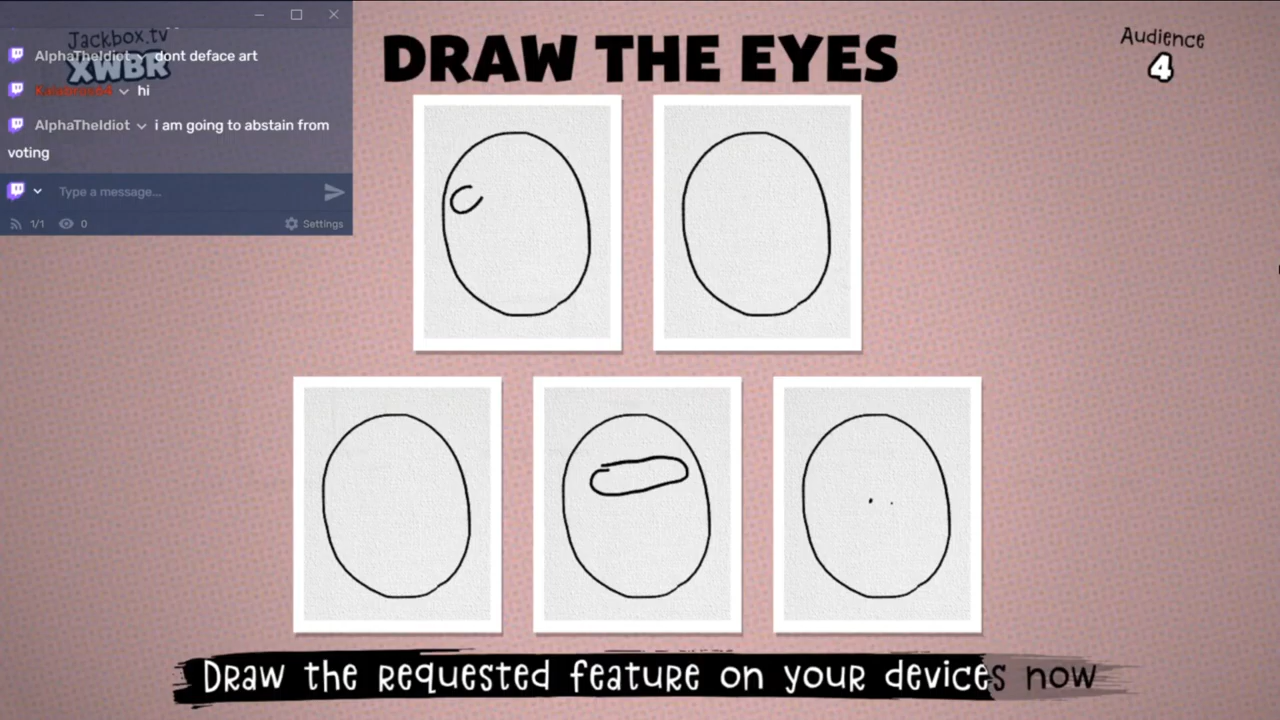 Jackbox.tv
XWBR
AlphaTheIdiot dont deface art
hi
AlphaTheIdiot i am going to abstain from
voting
Type a message...
1/1 0
Settings
DRAW THE EYES
Audience
4
Draw the requested feature on your devices now